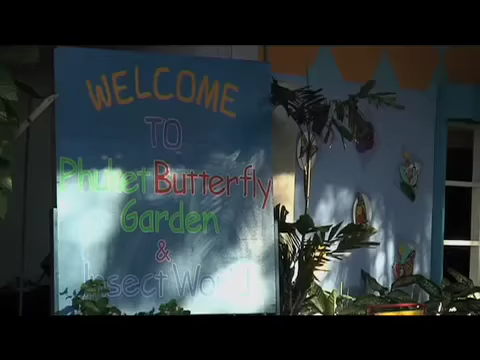 WELCOME
TO
Phuket Butterfly
Garden
&
Insect World